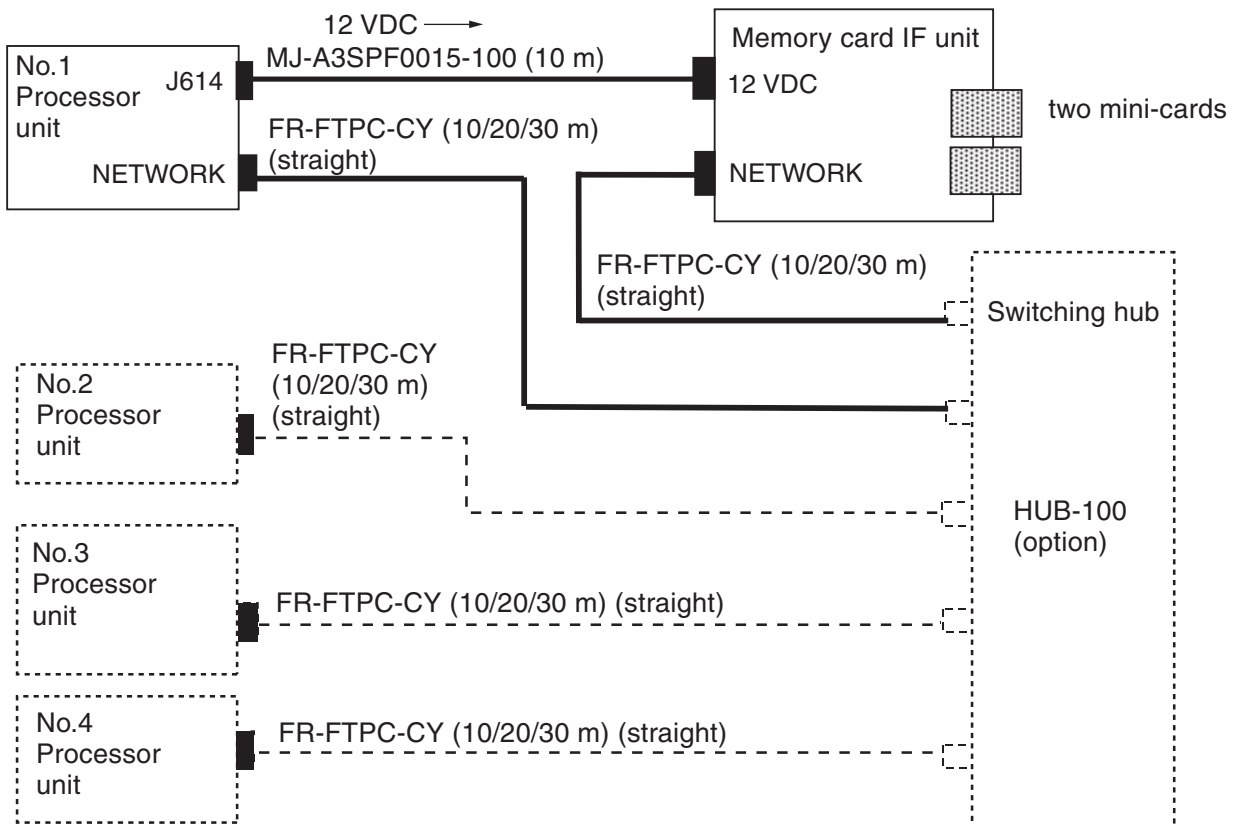 12 VDC
MJ-A3SPF0015-100 (10 m)
No.1
Processor
unit
J614
NETWORK
FR-FTPC-CY (10/20/30 m)
(straight)
Memory card IF unit
12 VDC
NETWORK
two mini-cards
FR-FTPC-CY (10/20/30 m)
(straight)
Switching hub
HUB-100
(option)
No.2
Processor
unit
FR-FTPC-CY
(10/20/30 m)
(straight)
No.3
Processor
unit
FR-FTPC-CY (10/20/30 m) (straight)
No.4
Processor
unit
FR-FTPC-CY (10/20/30 m) (straight)